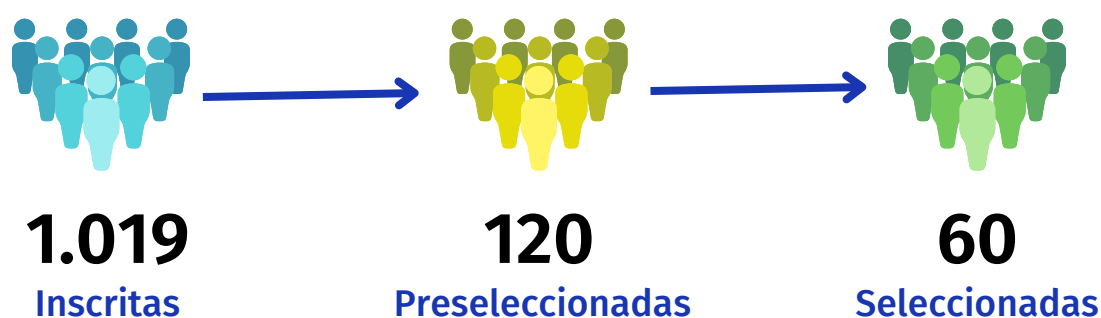 1.019
Inscritas
120
Preseleccionadas
60
Seleccionadas